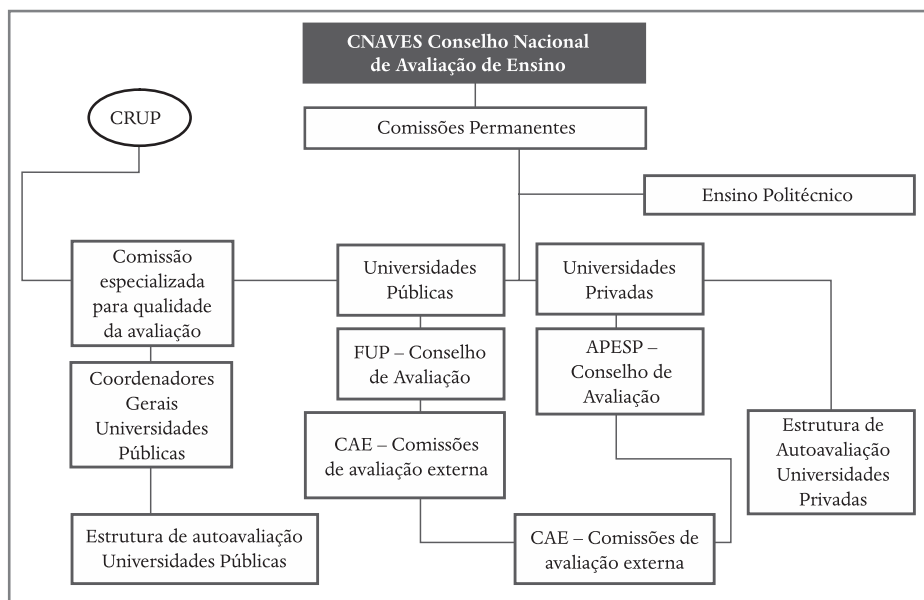 CNAVES Conselho Nacional
de Avaliação de Ensino
CRUP
Comissões Permanentes
Ensino Politécnico
Comissão
especializada
para qualidade
da avaliação
Universidades
Públicas
Universidades
Privadas
FUP – Conselho
de Avaliação
APESP –
Conselho de
Avaliação
Coordenadores
Gerais
Universidades
Públicas
CAE – Comissões
de avaliação externa
Estrutura de
Autoavaliação
Universidades
Privadas
Estrutura de autoavaliação
Universidades Públicas
CAE – Comissões de
avaliação externa